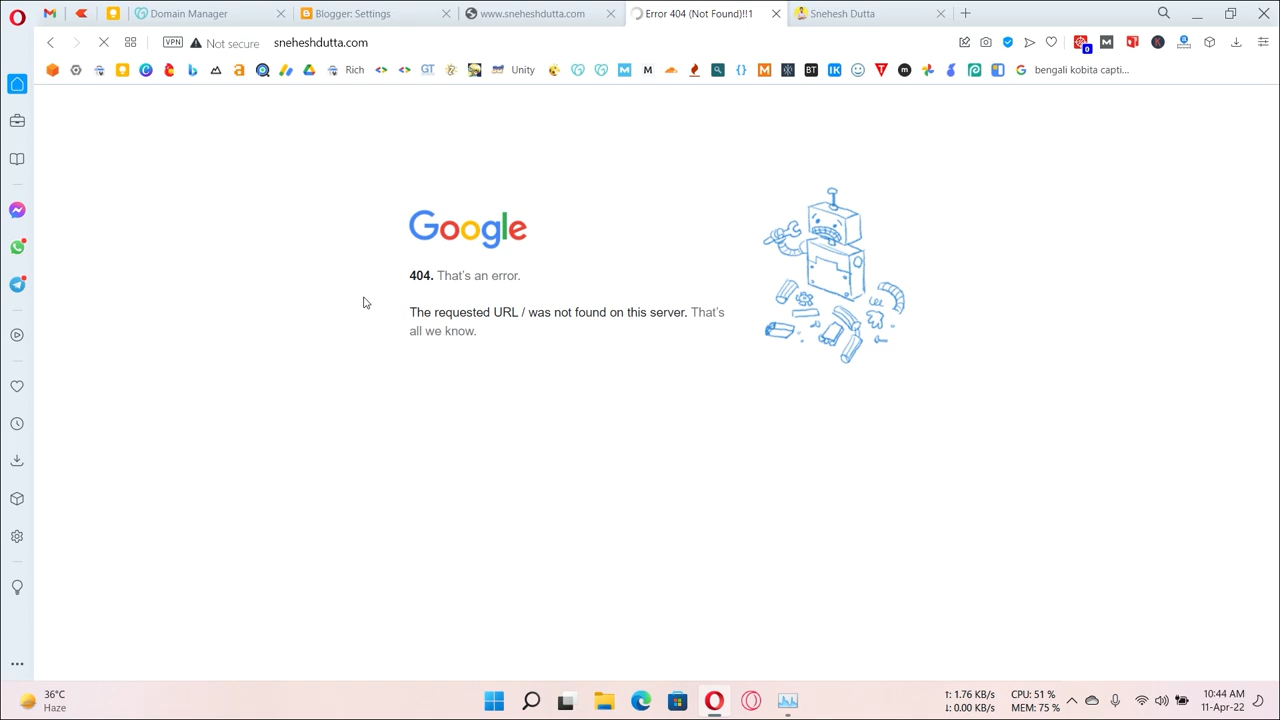 Domain Manager
Blogger: Settings
www.sneheshdutta.com
Error 404 (Not Found)!!1
Snehesh Dutta
VPN
Not secure
sneheshdutta.com
0
Rich
GT
Unity
M
M
M
BT
IK
m
bengali kobita capti...
Google
404. That's an error.
The requested URL / was not found on this server. That's
all we know.
36°C
Haze
↑: 1.76 KB/s
↓: 0.00 KB/s
CPU: 51 %
MEM: 75 %
10:44 AM
11-Apr-22